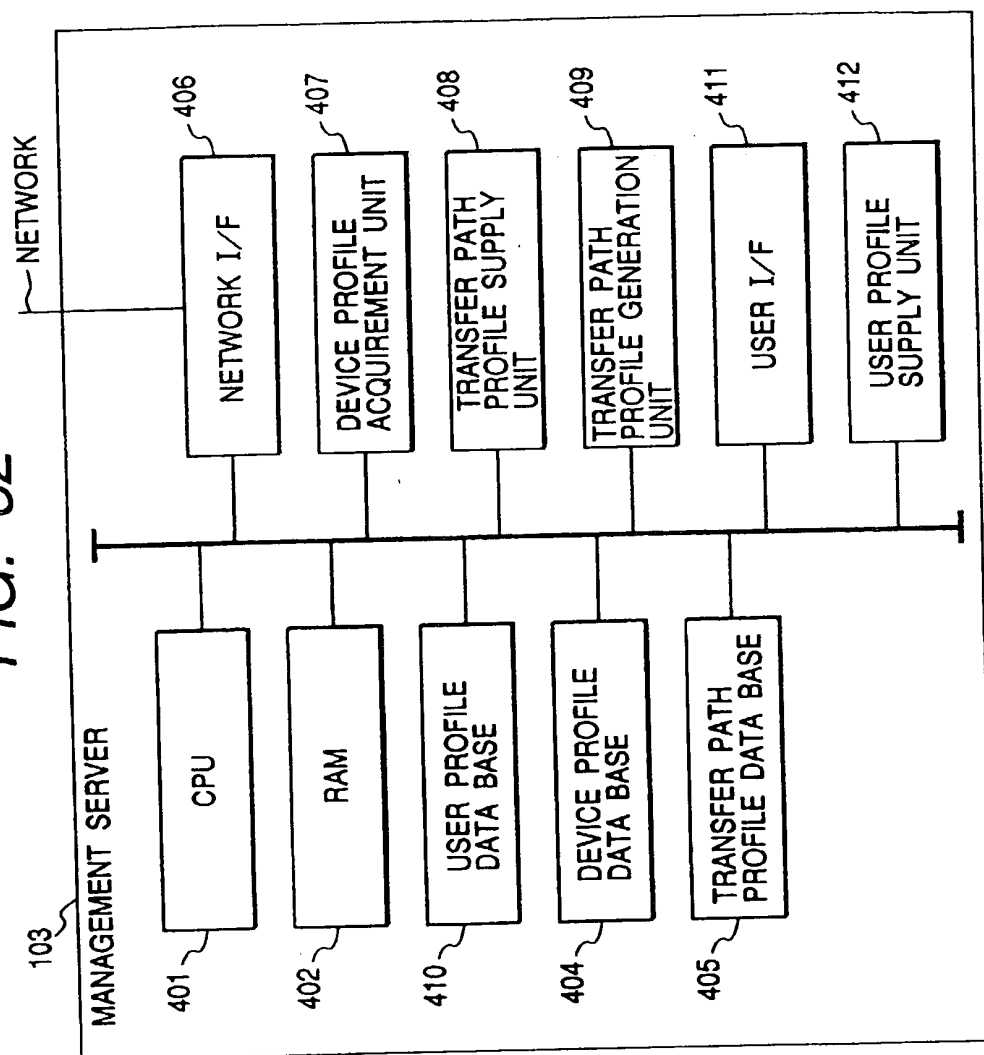 FIG. 32
NETWORK
103
MANAGEMENT SERVER
401
CPU
402
RAM
410
USER PROFILE
DATA BASE
404
DEVICE PROFILE
DATA BASE
405
TRANSFER PATH
PROFILE DATA BASE
NETWORK I/F
406
DEVICE PROFILE
ACQUIREMENT UNIT
407
TRANSFER PATH
PROFILE SUPPLY
UNIT
408
TRANSFER PATH
PROFILE GENERATION
UNIT
409
USER I/F
411
USER PROFILE
SUPPLY UNIT
412